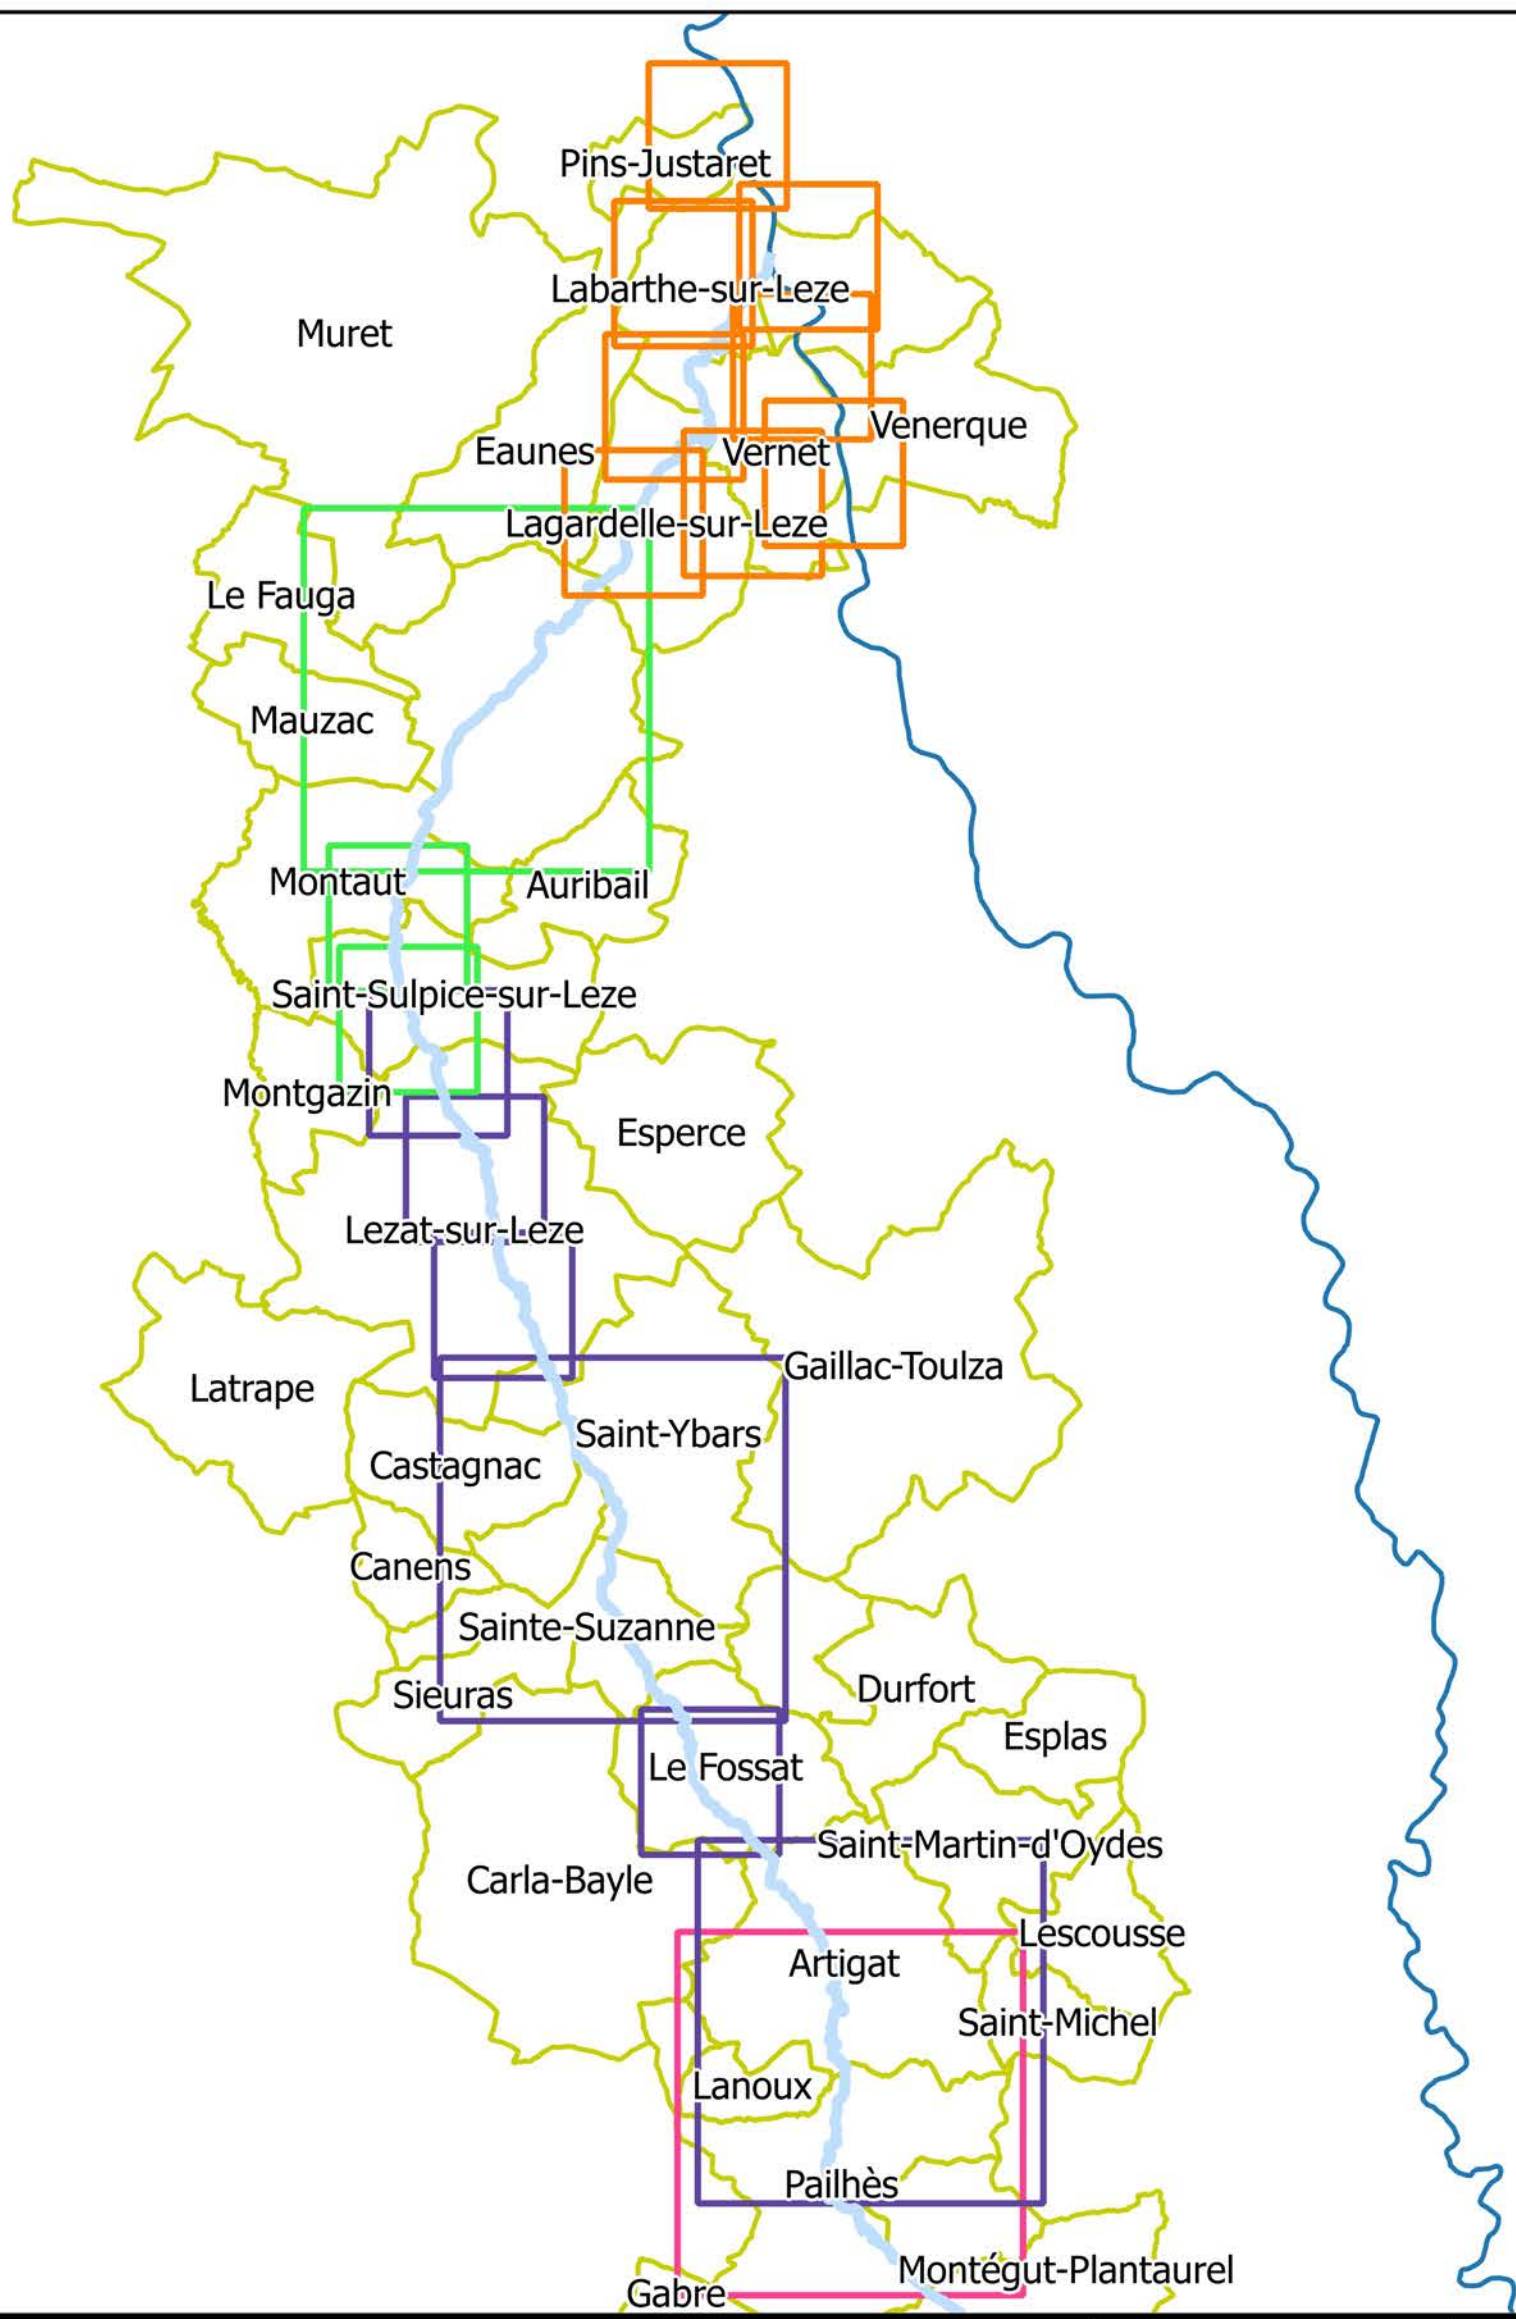 Pins-Justaret
Labarthe-sur-Leze
Muret
Venerque
Eaunes
Vernet
Lagardelle-sur-Leze
Le Fauga
Mauzac
Montaut
Auribail
Saint-Sulpice-sur-Leze
Montgazin
Esperce
Lezat-sur-Leze
Gaillac-Toulza
Latrape
Saint-Ybars
Castagnac
Canens
Sainte-Suzanne
Durfort
Sieuras
Esplas
Le Fossat
Saint-Martin-d'Oydes
Carla-Bayle
Lescousse
Artigat
Saint-Michel
Lanoux
Pailhès
Montégut-Plantaurel
Gabre